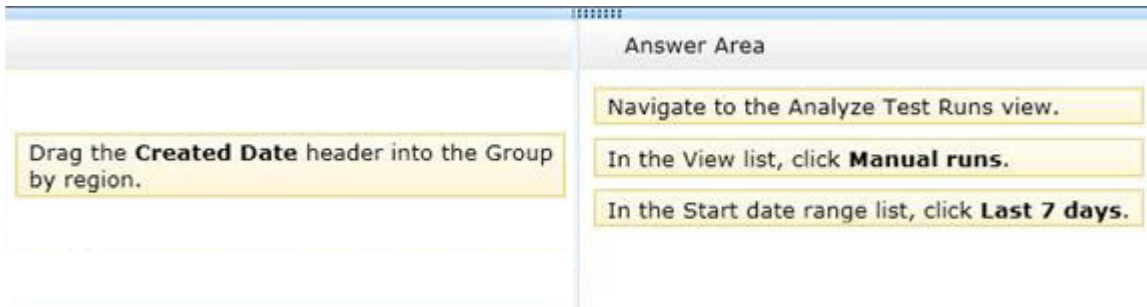 Answer Area
Drag the Created Date header into the Group
by region.
Navigate to the Analyze Test Runs view.
In the View list, click Manual runs.
In the Start date range list, click Last 7 days.